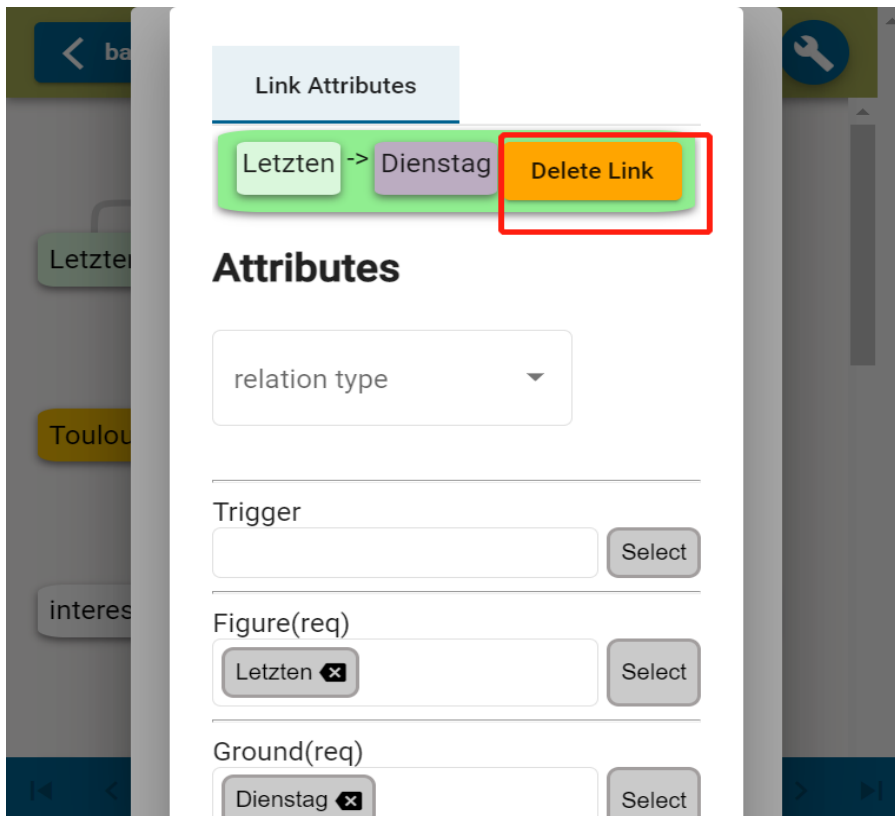 Link Attributes
Letzten -> Dienstag Delete Link
Attributes
relation type
Trigger
Select
Figure(req)
Letzten Select
Ground(req)
Dienstag Select